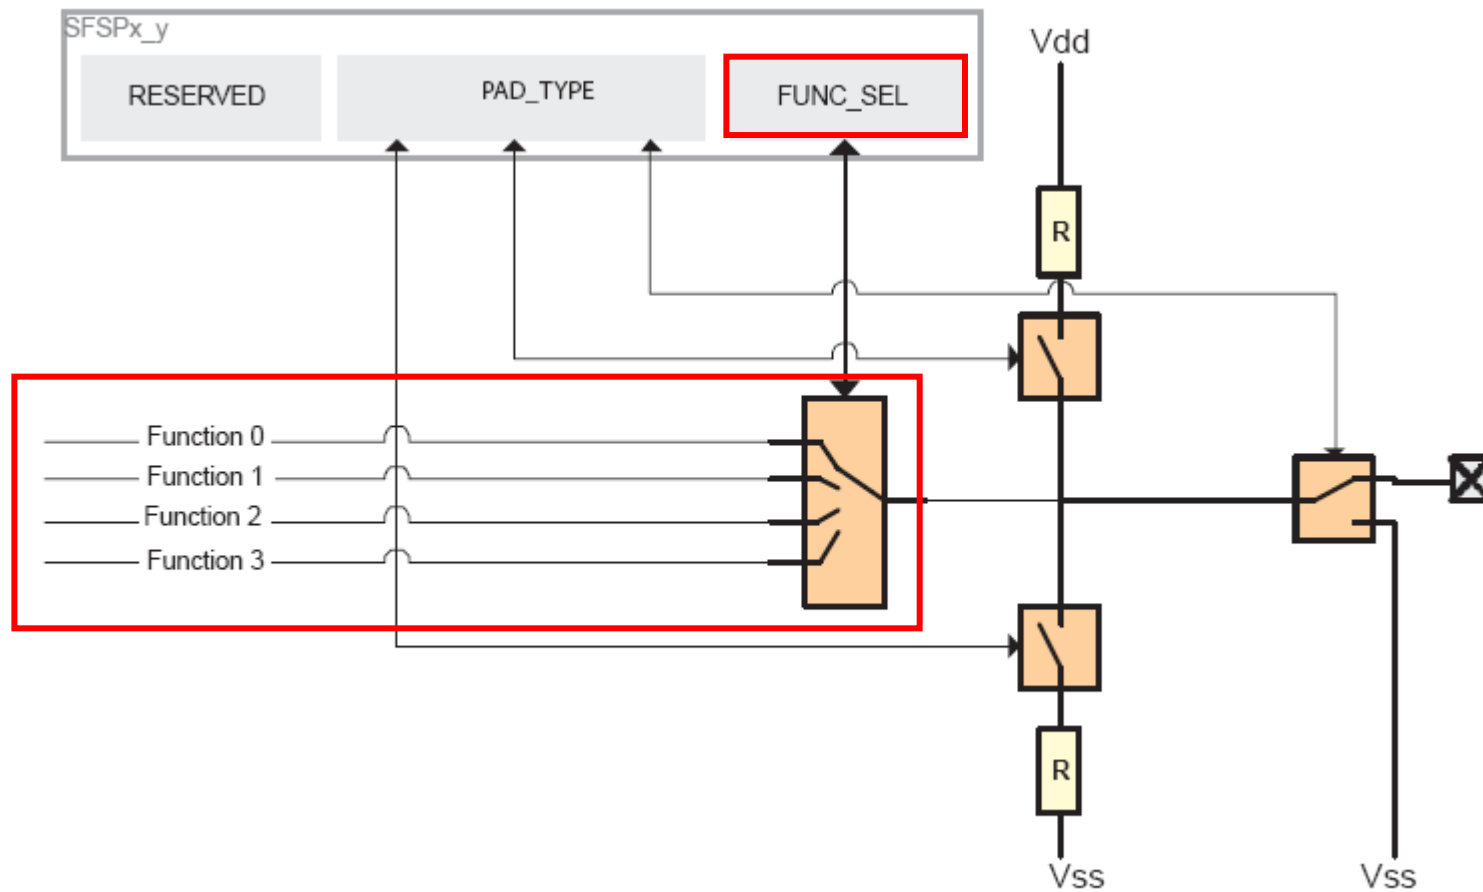 SFSPx_y
RESERVED
PAD_TYPE
FUNC_SEL
Vdd
R
Function 0
Function 1
Function 2
Function 3
R
Vss
Vss